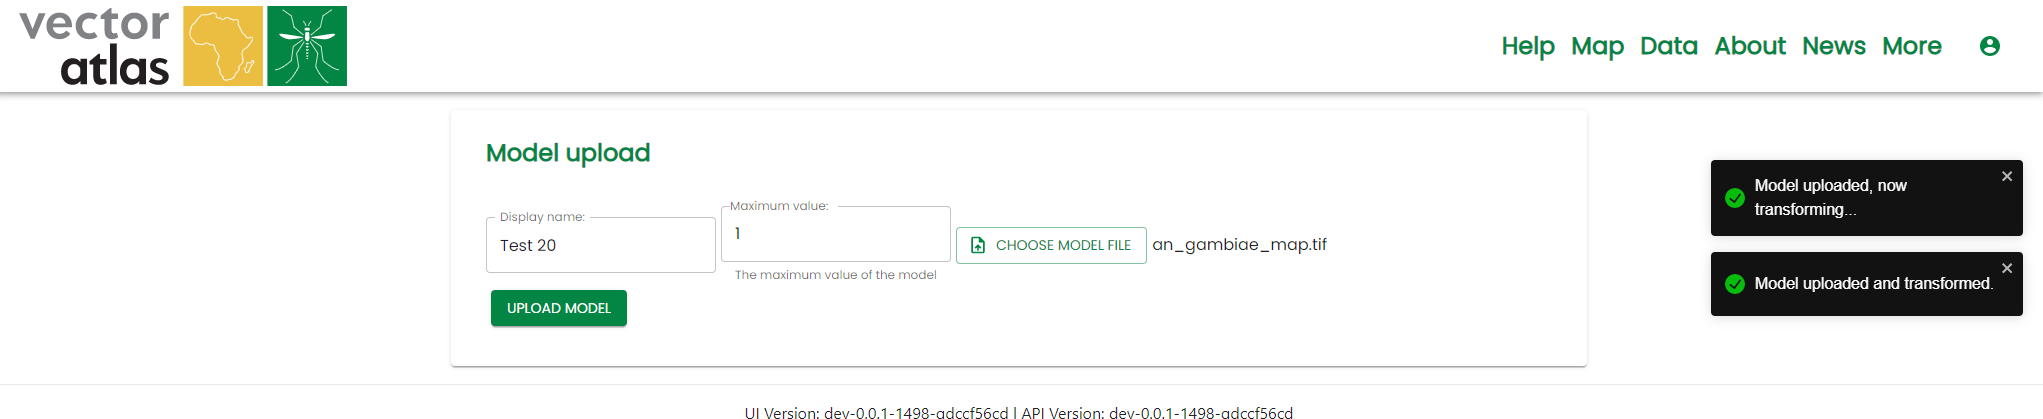 vector
atlas
Help Map Data About News More
Model upload
Display name:
Test 20
Maximum value:
1
The maximum value of the model
CHOOSE MODEL FILE an_gambiae_map.tif
UPLOAD MODEL
Model uploaded, now
transforming...
Model uploaded and transformed.
UI Version: dev-0.0.1-1498-adccf56cd | API Version: dev-0.0.1-1498-adccf56cd